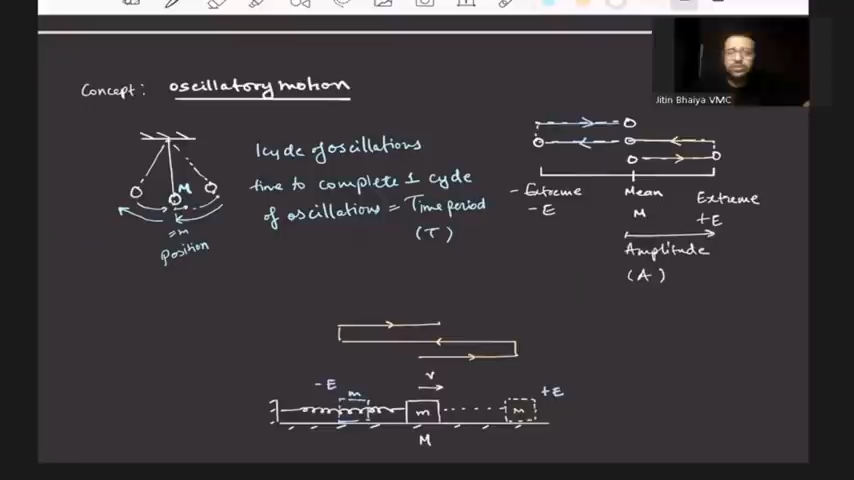 Concept: oscillatory motion
Jitin Bhaiya VMC
1cycle of oscillations
time to complete 1 cycle
of oscillations = Time period
(T)
M
= m
position
- Extreme
- E
Mean
M
Extreme
+E
Amplitude
(A)
- E
m
v
m
m
+E
M